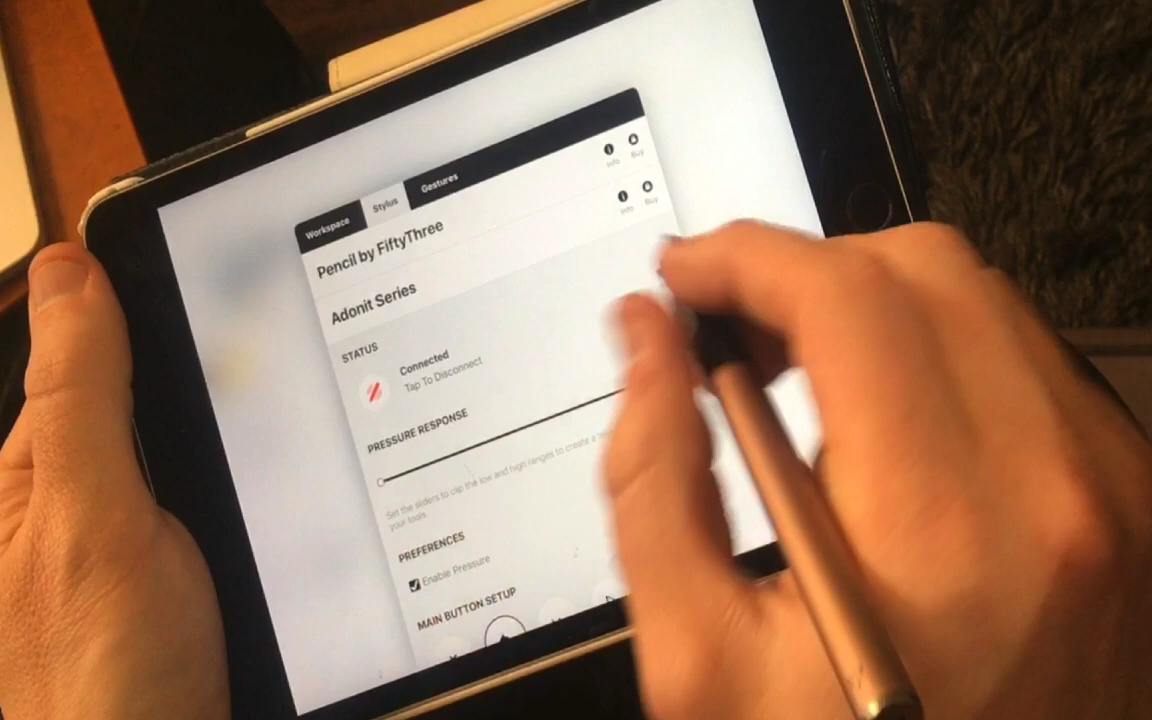 Workspace
Stylus
Gestures
Pencil by FiftyThree
Info
Buy
Adonit Series
Info
Buy
STATUS
Connected
Tap To Disconnect
PRESSURE RESPONSE
Set the sliders to clip the low and high ranges to create a
your tools.
PREFERENCES
Enable Pressure
MAIN BUTTON SETUP